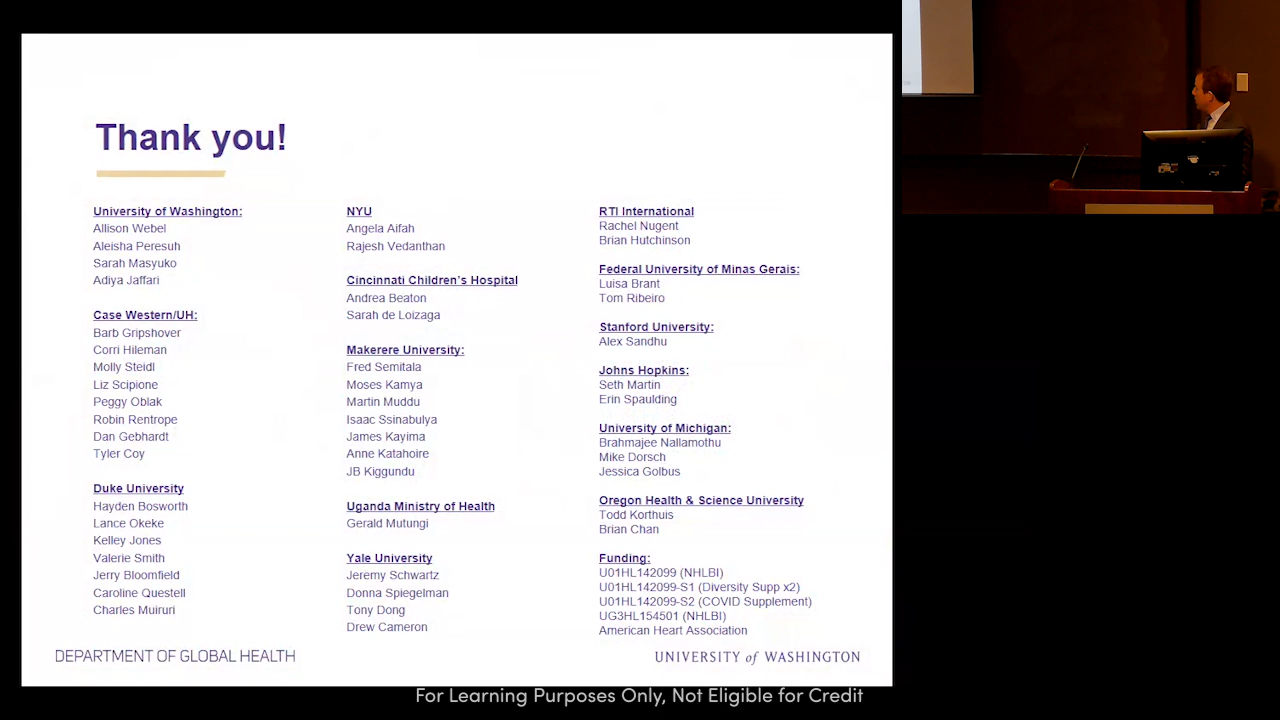 Thank you!
University of Washington:
Allison Webel
Aleisha Peresuh
Sarah Masyuko
Adiya Jaffari
Case Western/UH:
Barb Gripshover
Corri Hileman
Molly Steidl
Liz Scipione
Peggy Oblak
Robin Rentrope
Dan Gebhardt
Tyler Coy
Duke University
Hayden Bosworth
Lance Okeke
Kelley Jones
Valerie Smith
Jerry Bloomfield
Caroline Questell
Charles Muiruri
NYU
Angela Aifah
Rajesh Vedanthan
Cincinnati Children's Hospital
Andrea Beaton
Sarah de Loizaga
Makerere University:
Fred Semitala
Moses Kamya
Martin Muddu
Isaac Ssinabulya
James Kayima
Anne Katahoire
JB Kiggundu
Uganda Ministry of Health
Gerald Mutungi
Yale University
Jeremy Schwartz
Donna Spiegelman
Tony Dong
Drew Cameron
RTI International
Rachel Nugent
Brian Hutchinson
Federal University of Minas Gerais:
Luisa Brant
Tom Ribeiro
Stanford University:
Alex Sandhu
Johns Hopkins:
Seth Martin
Erin Spaulding
University of Michigan:
Brahmajee Nallamothu
Mike Dorsch
Jessica Golbus
Oregon Health & Science University
Todd Korthuis
Brian Chan
Funding:
U01HL142099 (NHLBI)
U01HL142099-S1 (Diversity Supp x2)
U01HL142099-S2 (COVID Supplement)
UG3HL154501 (NHLBI)
American Heart Association
DEPARTMENT OF GLOBAL HEALTH
UNIVERSITY of WASHINGTON
For Learning Purposes Only, Not Eligible for Credit